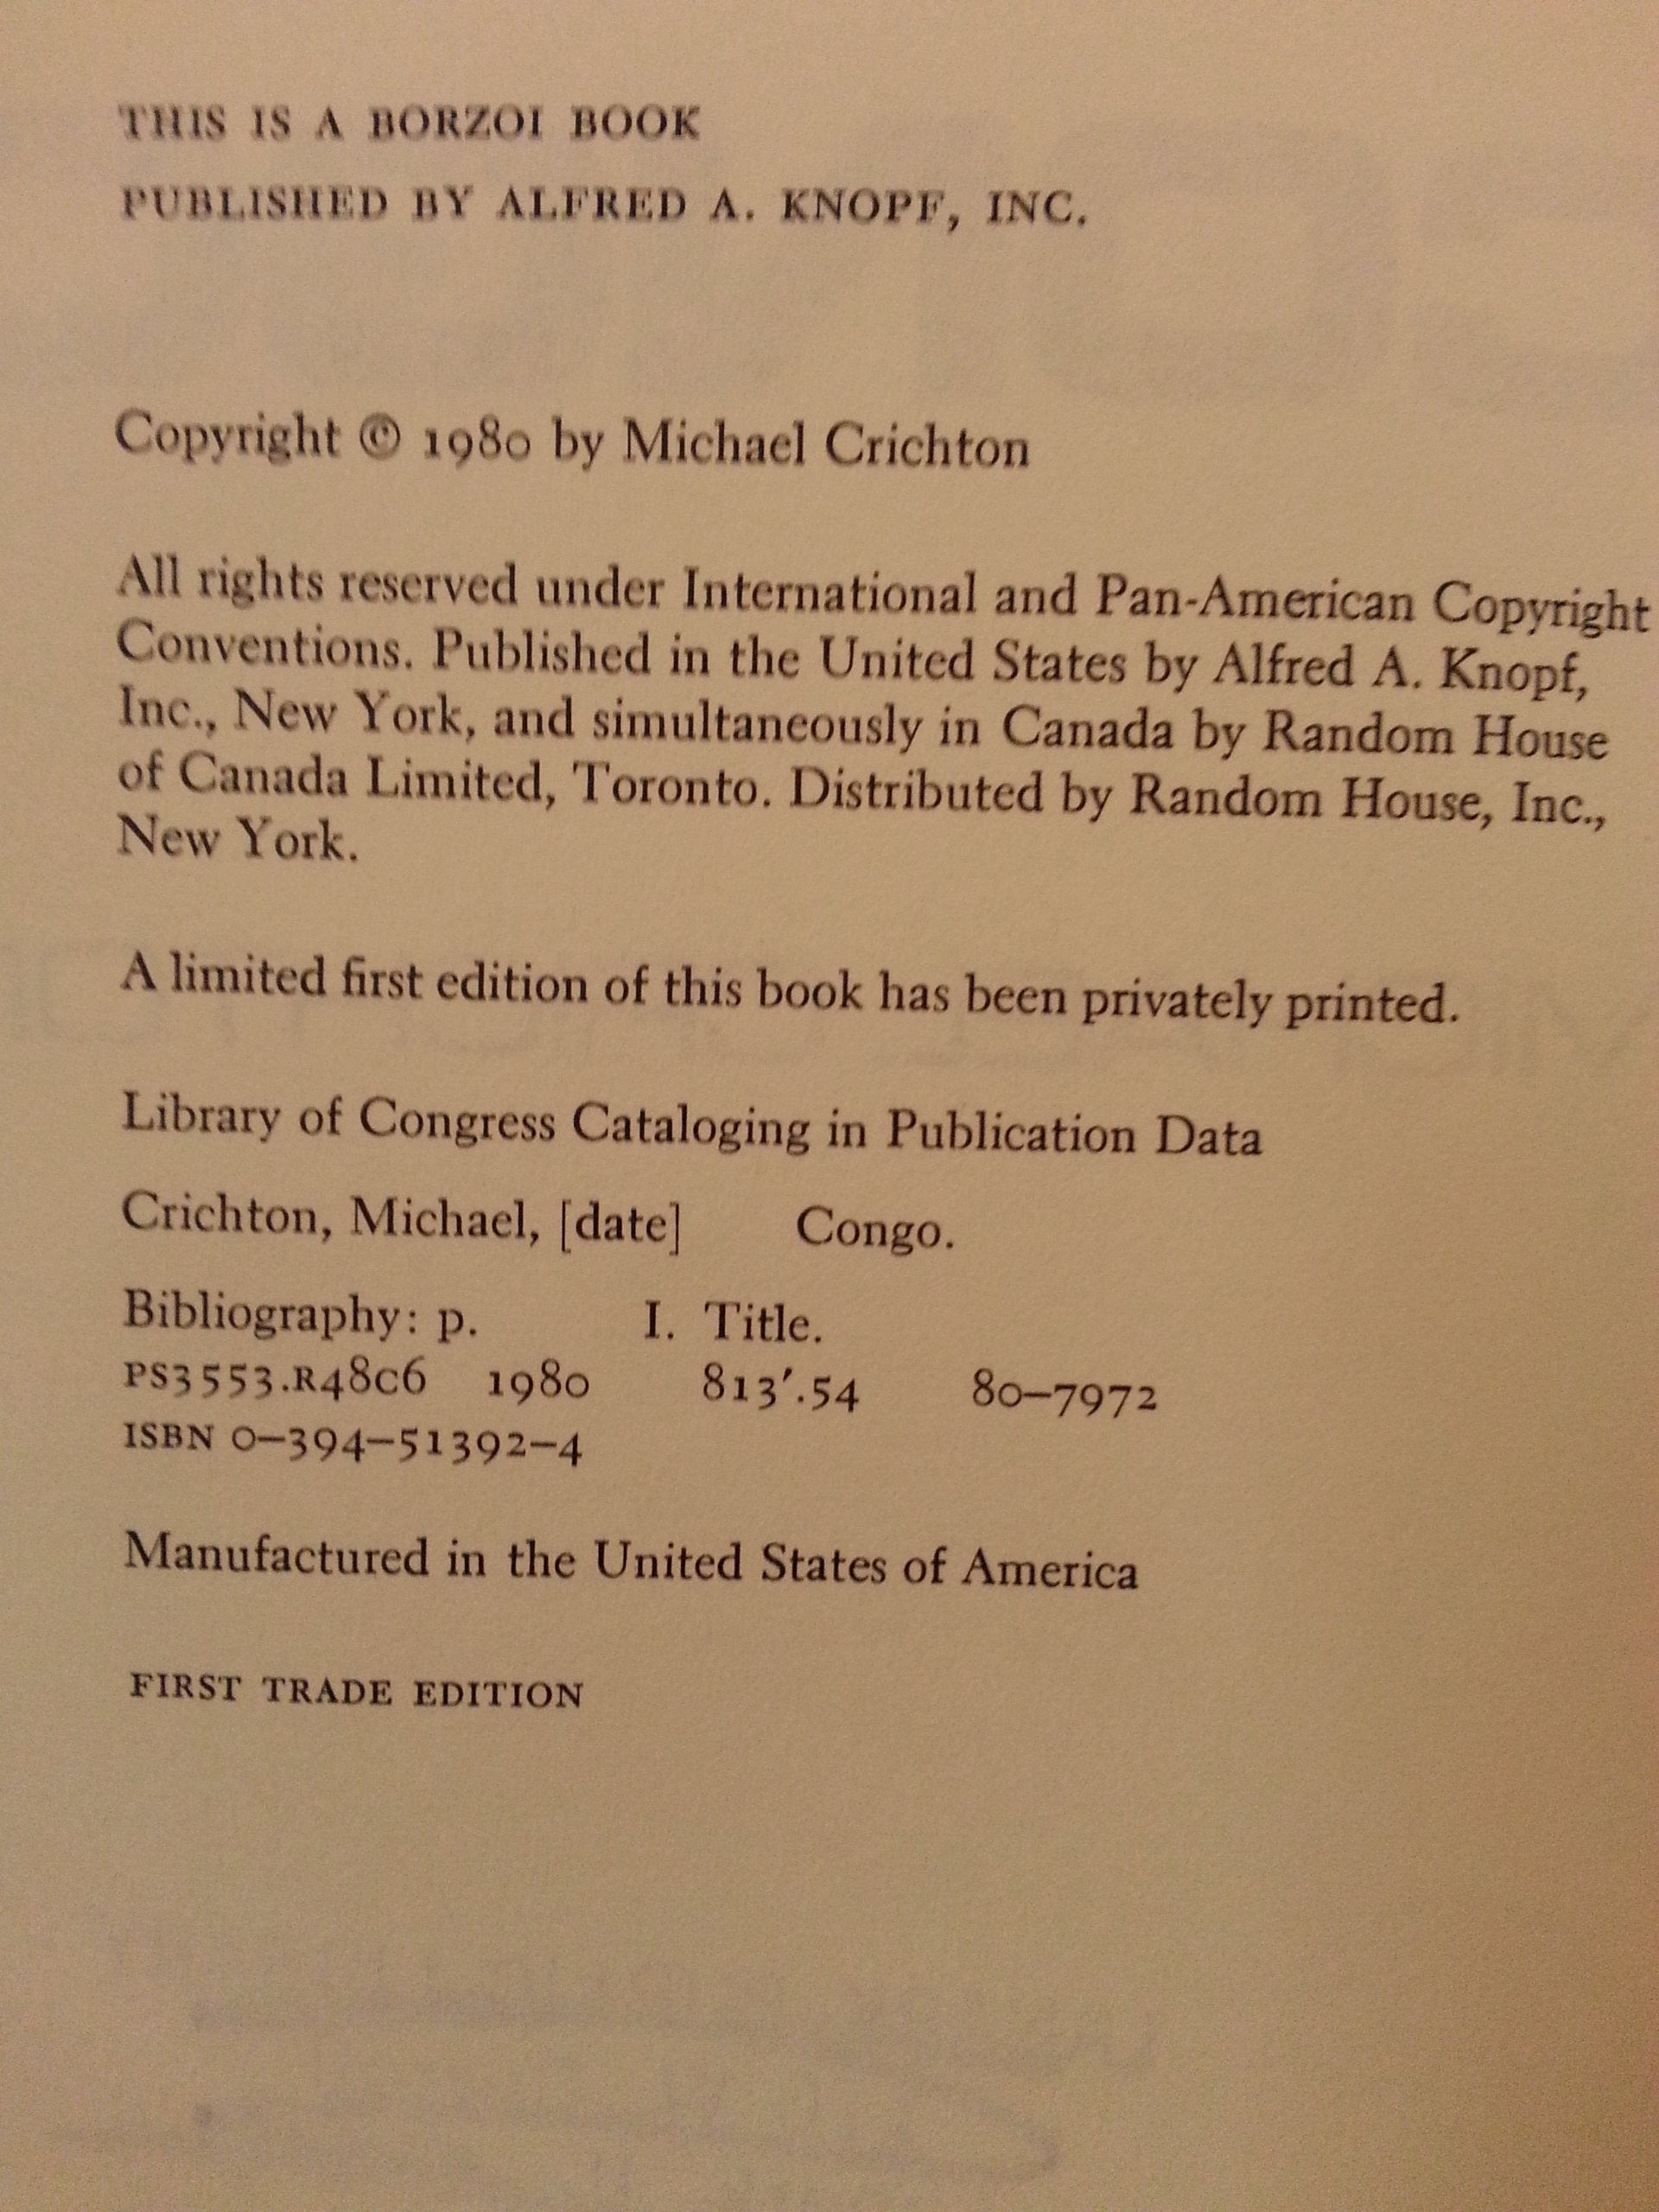 THIS IS A BORZOI BOOK
PUBLISHED BY ALFRED A. KNOPF, INC.
Copyright © 1980 by Michael Crichton
All rights reserved under International and Pan-American Copyright
Conventions. Published in the United States by Alfred A. Knopf,
Inc., New York, and simultaneously in Canada by Random House
of Canada Limited, Toronto. Distributed by Random House, Inc.,
New York.
A limited first edition of this book has been privately printed.
Library of Congress Cataloging in Publication Data
Crichton, Michael, [date] Congo.
Bibliography: p. I. Title.
PS3553.R48C6 1980 813′.54 80–7972
ISBN 0–394–51392–4
Manufactured in the United States of America
FIRST TRADE EDITION